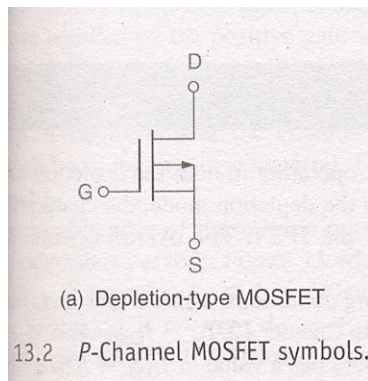 D
G
S
(a) Depletion-type MOSFET
13.2 P-Channel MOSFET symbols.